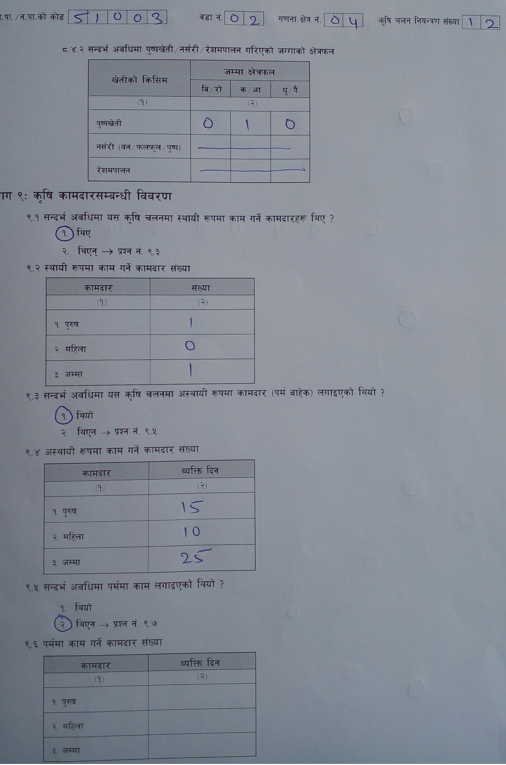 .पा./न.पा.को कोड 5 1 0 0 3 वडा नं. 0 2 गणना क्षेत्र नं. 0 4 कृषि चलन नियन्त्रण संख्या 1 2
८.४.२ सन्दर्भ अवधिमा पुष्पखेती/नर्सरी/रेशमपालन गरिएको जग्गाको क्षेत्रफल
खेतीको किसिम जम्मा क्षेत्रफल
बि/रो क/आ धु/पै
(१) (२)
पुष्पखेती 0 1 0
नर्सरी (वन/फलफूल/पुष्प)
रेशमपालन
भाग ९: कृषि कामदारसम्बन्धी विवरण
९.१ सन्दर्भ अवधिमा यस कृषि चलनमा स्थायी रूपमा काम गर्ने कामदारहरू थिए ?
१. थिए
२. थिएन् → प्रश्न नं. ९.३
९.२ स्थायी रूपमा काम गर्ने कामदार संख्या
कामदार संख्या
(१) (२)
१. पुरुष 1
२. महिला 0
३. जम्मा 1
९.३ सन्दर्भ अवधिमा यस कृषि चलनमा अस्थायी रूपमा कामदार (पर्म बाहेक) लगाइएको थियो ?
१. थियो
२. थिएन → प्रश्न नं. ९.५
९.४ अस्थायी रूपमा काम गर्ने कामदार संख्या
कामदार व्यक्ति दिन
(१) (२)
१. पुरुष 15
२. महिला 10
३. जम्मा 25
९.५ सन्दर्भ अवधिमा पर्ममा काम लगाइएको थियो ?
१. थियो
२. थिएन → प्रश्न नं. ९.७
९.६ पर्ममा काम गर्ने कामदार संख्या
कामदार व्यक्ति दिन
(१) (२)
१. पुरुष
२. महिला
३. जम्मा